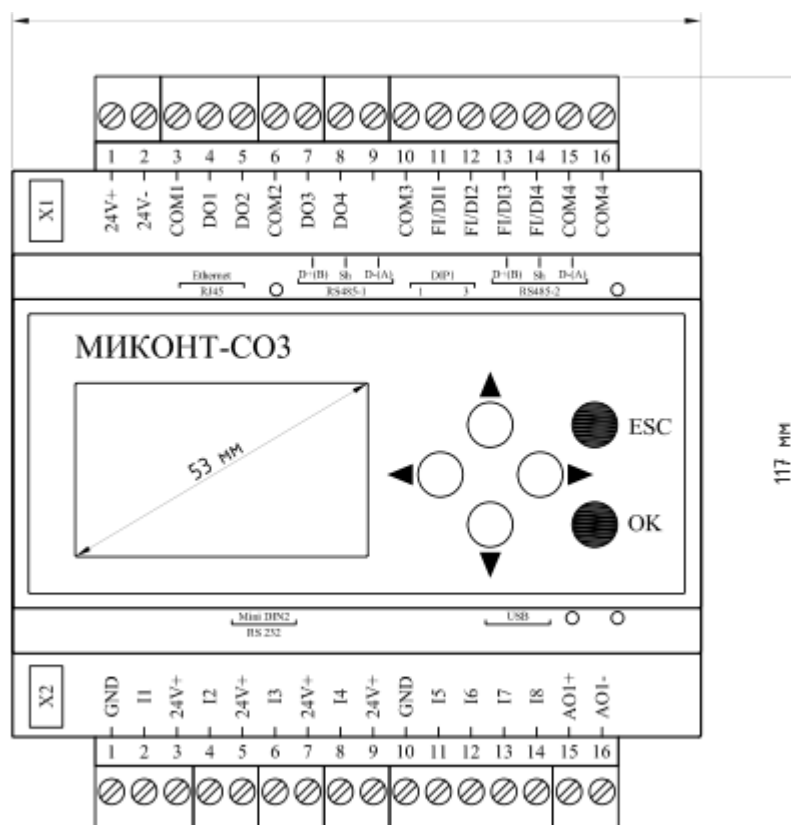 1 2 3 4 5 6 7 8 9 10 11 12 13 14 15 16
X1 24V+ 24V- COM1 DO1 DO2 COM2 DO3 DO4 COM3 FI/DI1 FI/DI2 FI/DI3 FI/DI4 COM4 COM4
Ethernet D+(B) Sh D-(A) DIP1 D+(B) Sh D-(A)
RJ45 RS485-1 1 3 RS485-2
МИКОНТ-СО3
ESC
53 мм
117 мм
OK
Mini DIN2 USB
RS 232
X2 GND I1 24V+ I2 24V+ I3 24V+ I4 24V+ GND I5 I6 I7 I8 AO1+ AO1-
1 2 3 4 5 6 7 8 9 10 11 12 13 14 15 16